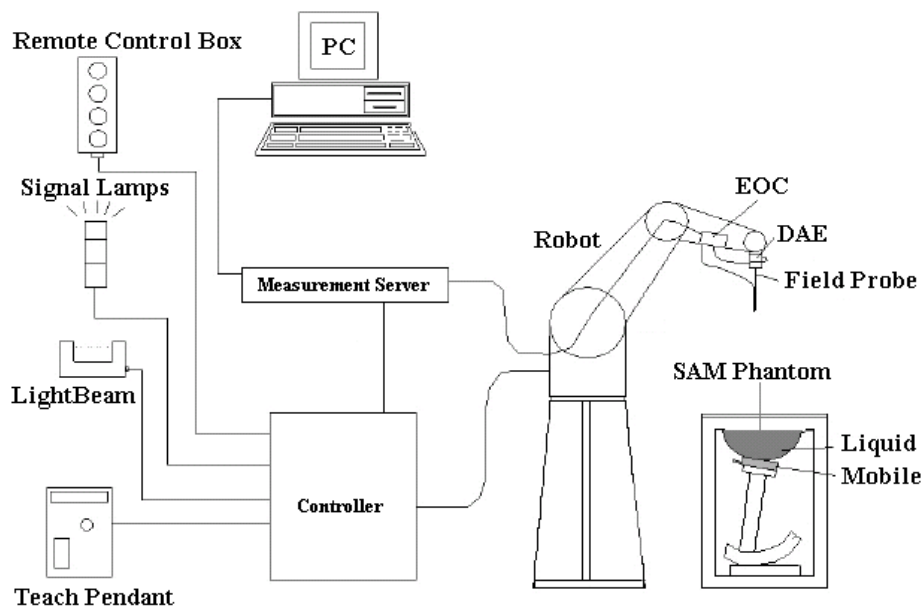 Remote Control Box
PC
Signal Lamps
EOC
Robot
DAE
Field Probe
Measurement Server
LightBeam
SAM Phantom
Liquid
Mobile
Controller
Teach Pendant